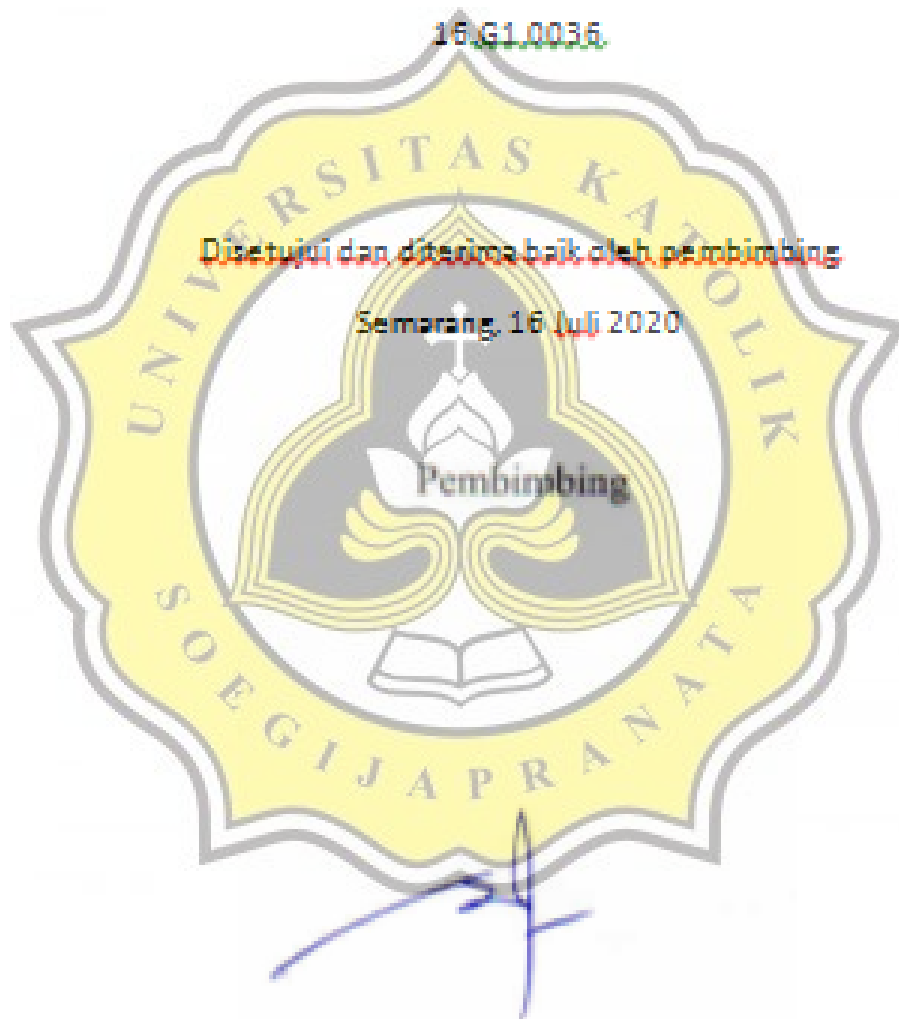 16.G1.0036
UNIVERSITAS KATOLIK
Disetujui dan diterima baik oleh pembimbing
Semarang, 16 Juli 2020
Pembimbing
SOEGIJAPRANATA